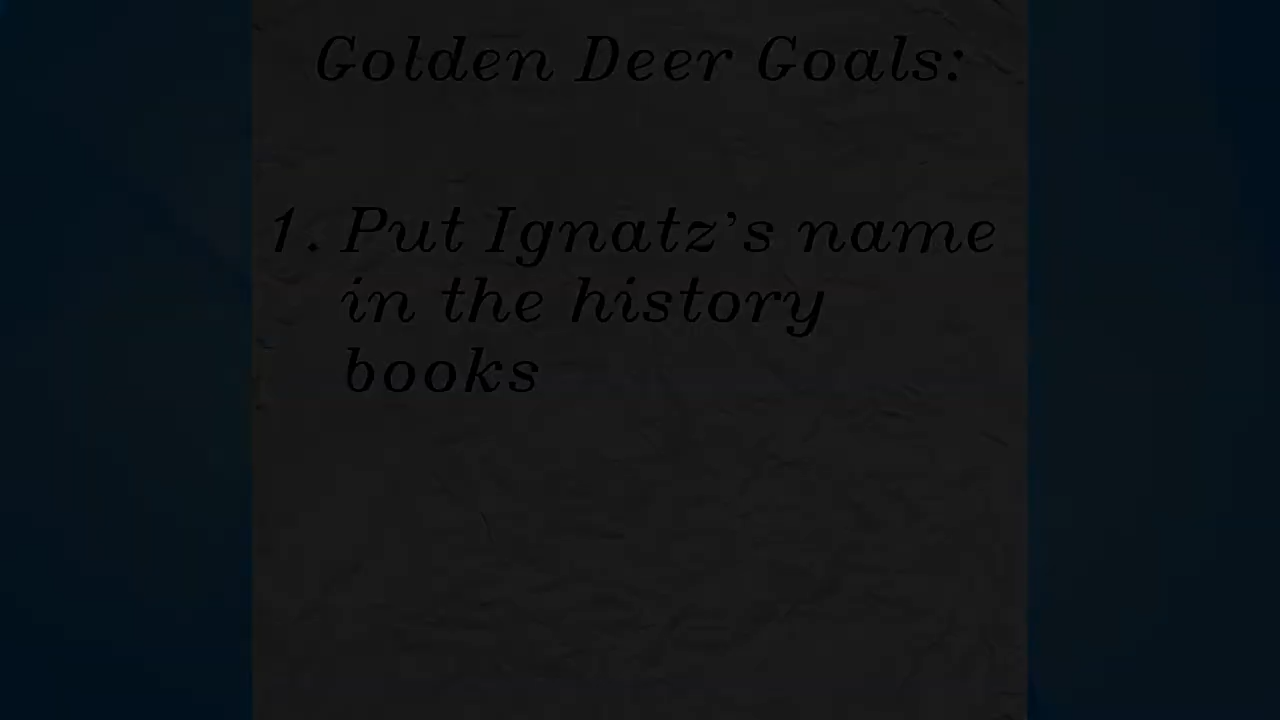 Golden Deer Goals:
1. Put Ignatz's name
in the history
books